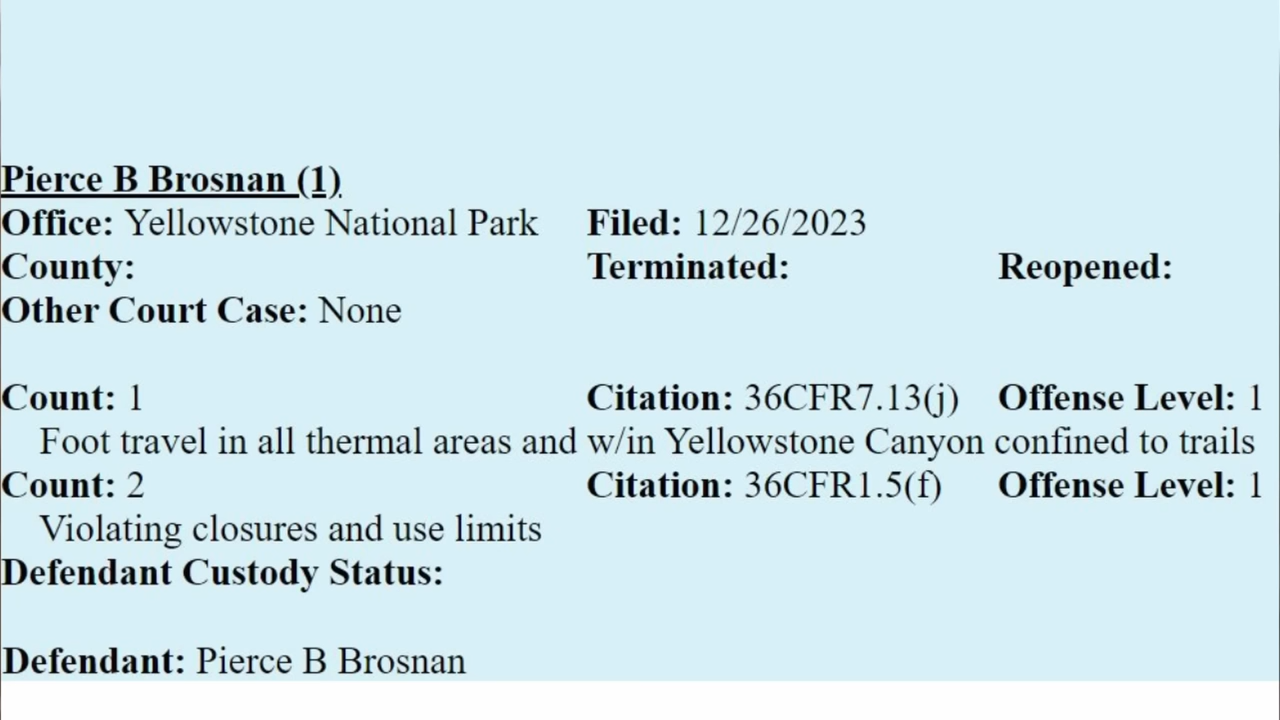 Pierce B Brosnan (1)
Office: Yellowstone National Park Filed: 12/26/2023
County: Terminated: Reopened:
Other Court Case: None
Count: 1 Citation: 36CFR7.13(j) Offense Level: 1
Foot travel in all thermal areas and w/in Yellowstone Canyon confined to trails
Count: 2 Citation: 36CFR1.5(f) Offense Level: 1
Violating closures and use limits
Defendant Custody Status:
Defendant: Pierce B Brosnan